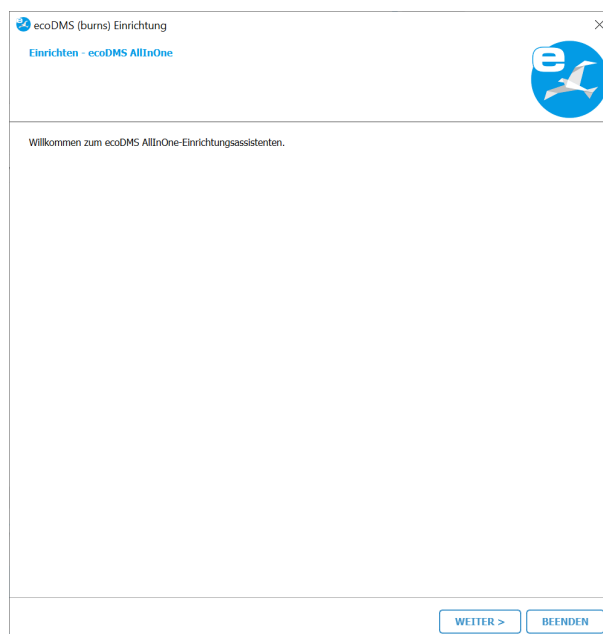 ecoDMS (burns) Einrichtung
Einrichten - ecoDMS AllInOne
e
Willkommen zum ecoDMS AllInOne-Einrichtungsassistenten.
WEITER >
BEENDEN